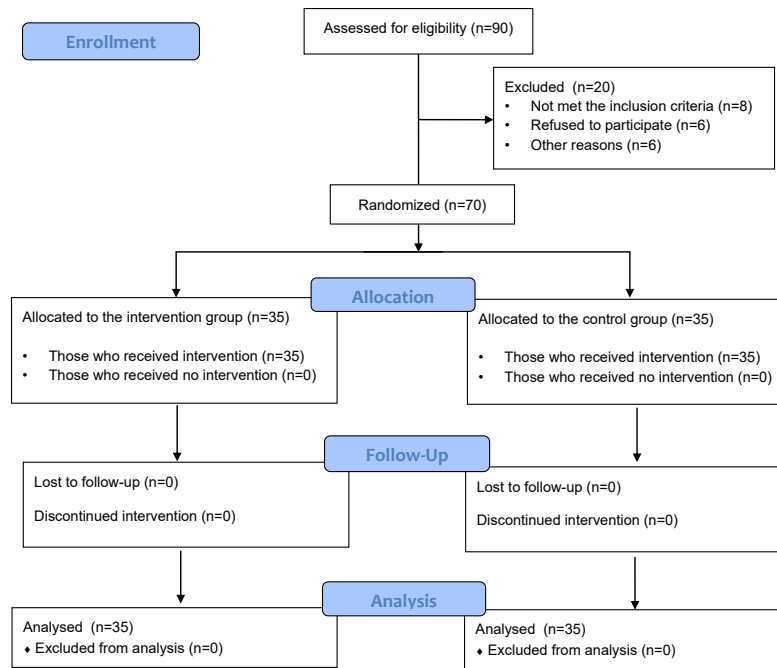 Assessed for eligibility (n=90)
Enrollment
Excluded (n=20)
• Not met the inclusion criteria (n=8)
• Refused to participate (n=6)
• Other reasons (n=6)
Randomized (n=70)
Allocation
Allocated to the intervention group (n=35)
• Those who received intervention (n=35)
• Those who received no intervention (n=0)
Allocated to the control group (n=35)
• Those who received intervention (n=35)
• Those who received no intervention (n=0)
Follow-Up
Lost to follow-up (n=0)
Discontinued intervention (n=0)
Lost to follow-up (n=0)
Discontinued intervention (n=0)
Analysis
Analysed (n=35)
♦ Excluded from analysis (n=0)
Analysed (n=35)
♦ Excluded from analysis (n=0)